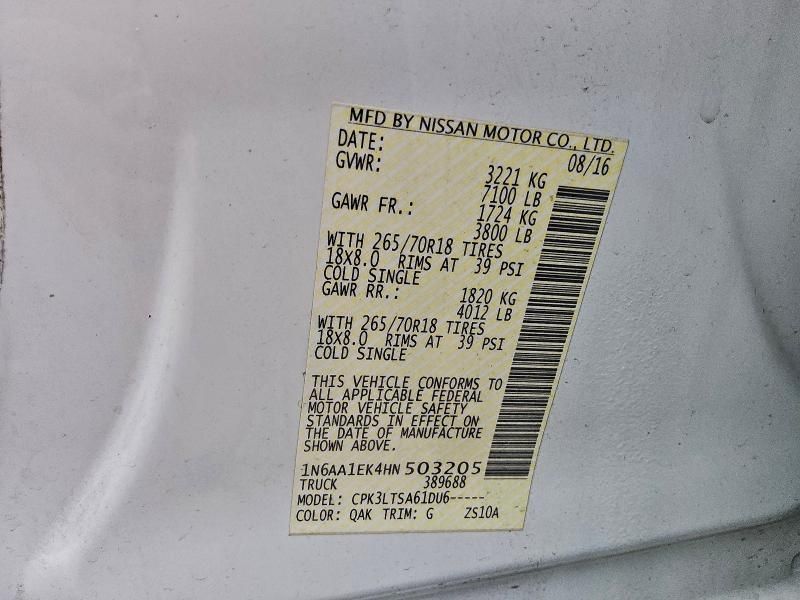 MFD BY NISSAN MOTOR CO., LTD.
DATE: 08/16
GVWR: 3221 KG
7100 LB
GAWR FR.: 1724 KG
3800 LB
WITH 265/70R18 TIRES
18X8.0 RIMS AT 39 PSI
COLD SINGLE
GAWR RR.: 1820 KG
4012 LB
WITH 265/70R18 TIRES
18X8.0 RIMS AT 39 PSI
COLD SINGLE
THIS VEHICLE CONFORMS TO
ALL APPLICABLE FEDERAL
MOTOR VEHICLE SAFETY
STANDARDS IN EFFECT ON
THE DATE OF MANUFACTURE
SHOWN ABOVE.
1N6AA1EK4HN503205
TRUCK 389688
MODEL: CPK3LTSA61DU6-----
COLOR: QAK TRIM: G ZS10A